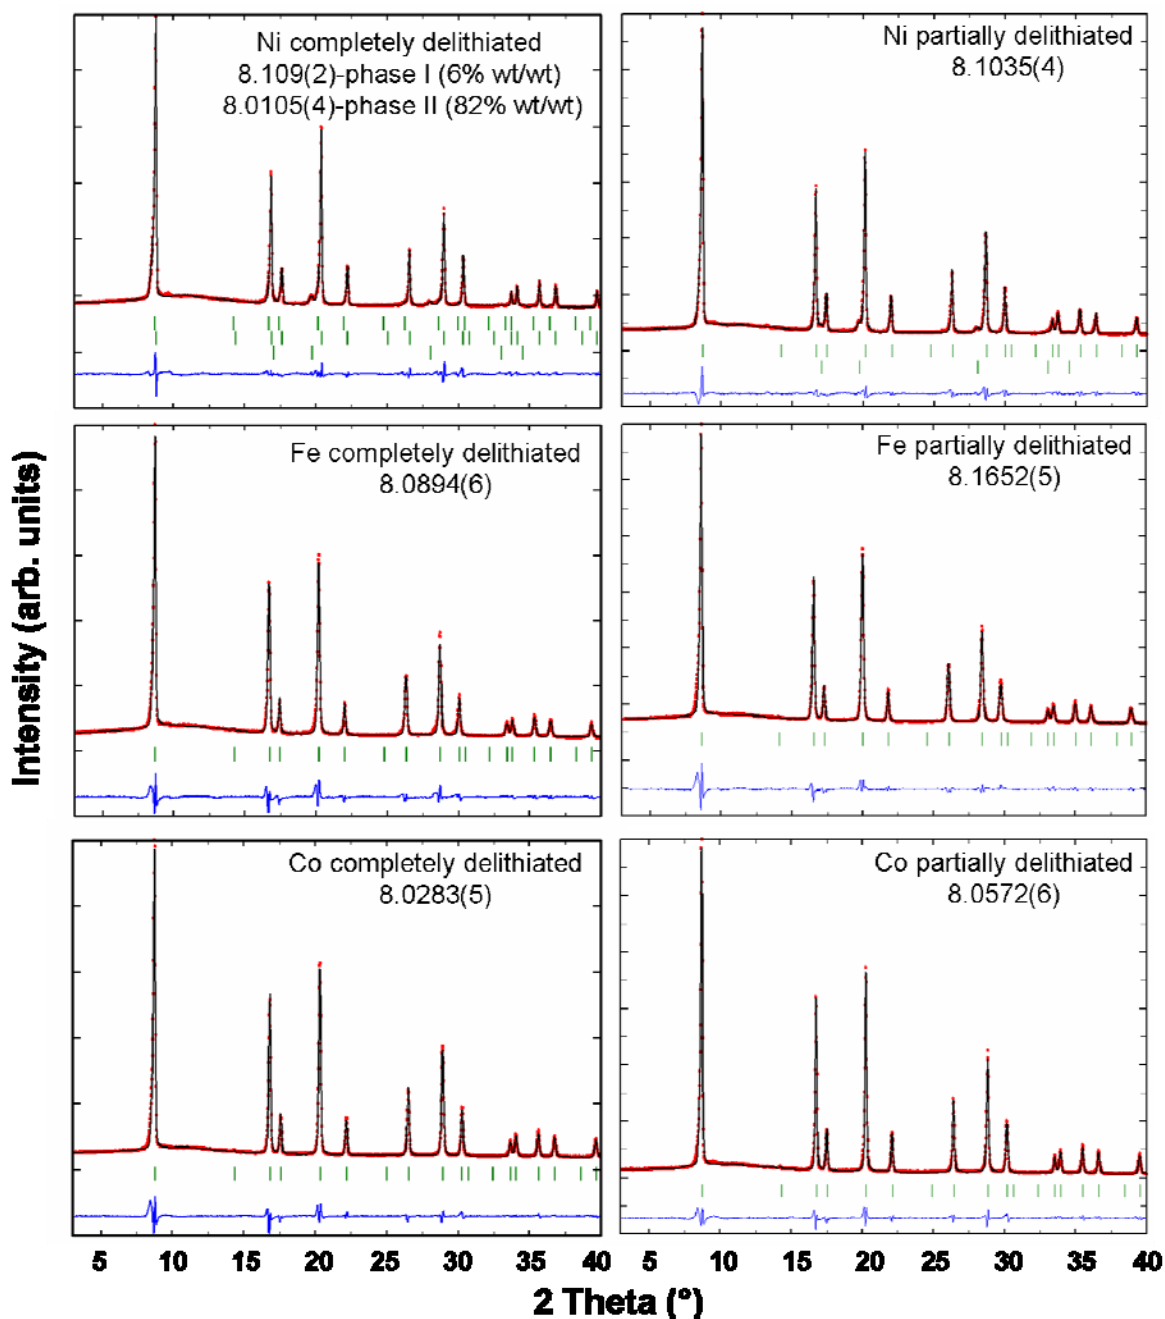 Ni completely delithiated
8.109(2)-phase I (6% wt/wt)
8.0105(4)-phase II (82% wt/wt)
Ni partially delithiated
8.1035(4)
Fe completely delithiated
8.0894(6)
Fe partially delithiated
8.1652(5)
Co completely delithiated
8.0283(5)
Co partially delithiated
8.0572(6)
Intensity (arb. units)
5 10 15 20 25 30 35 40
5 10 15 20 25 30 35 40
2 Theta (°)